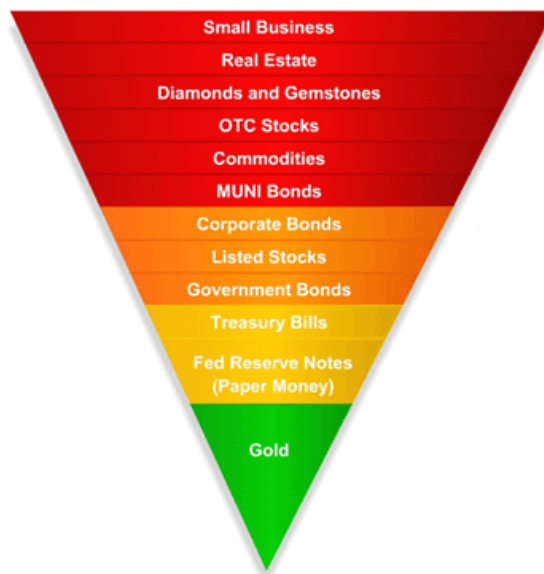 Small Business
Real Estate
Diamonds and Gemstones
OTC Stocks
Commodities
MUNI Bonds
Corporate Bonds
Listed Stocks
Government Bonds
Treasury Bills
Fed Reserve Notes
(Paper Money)
Gold